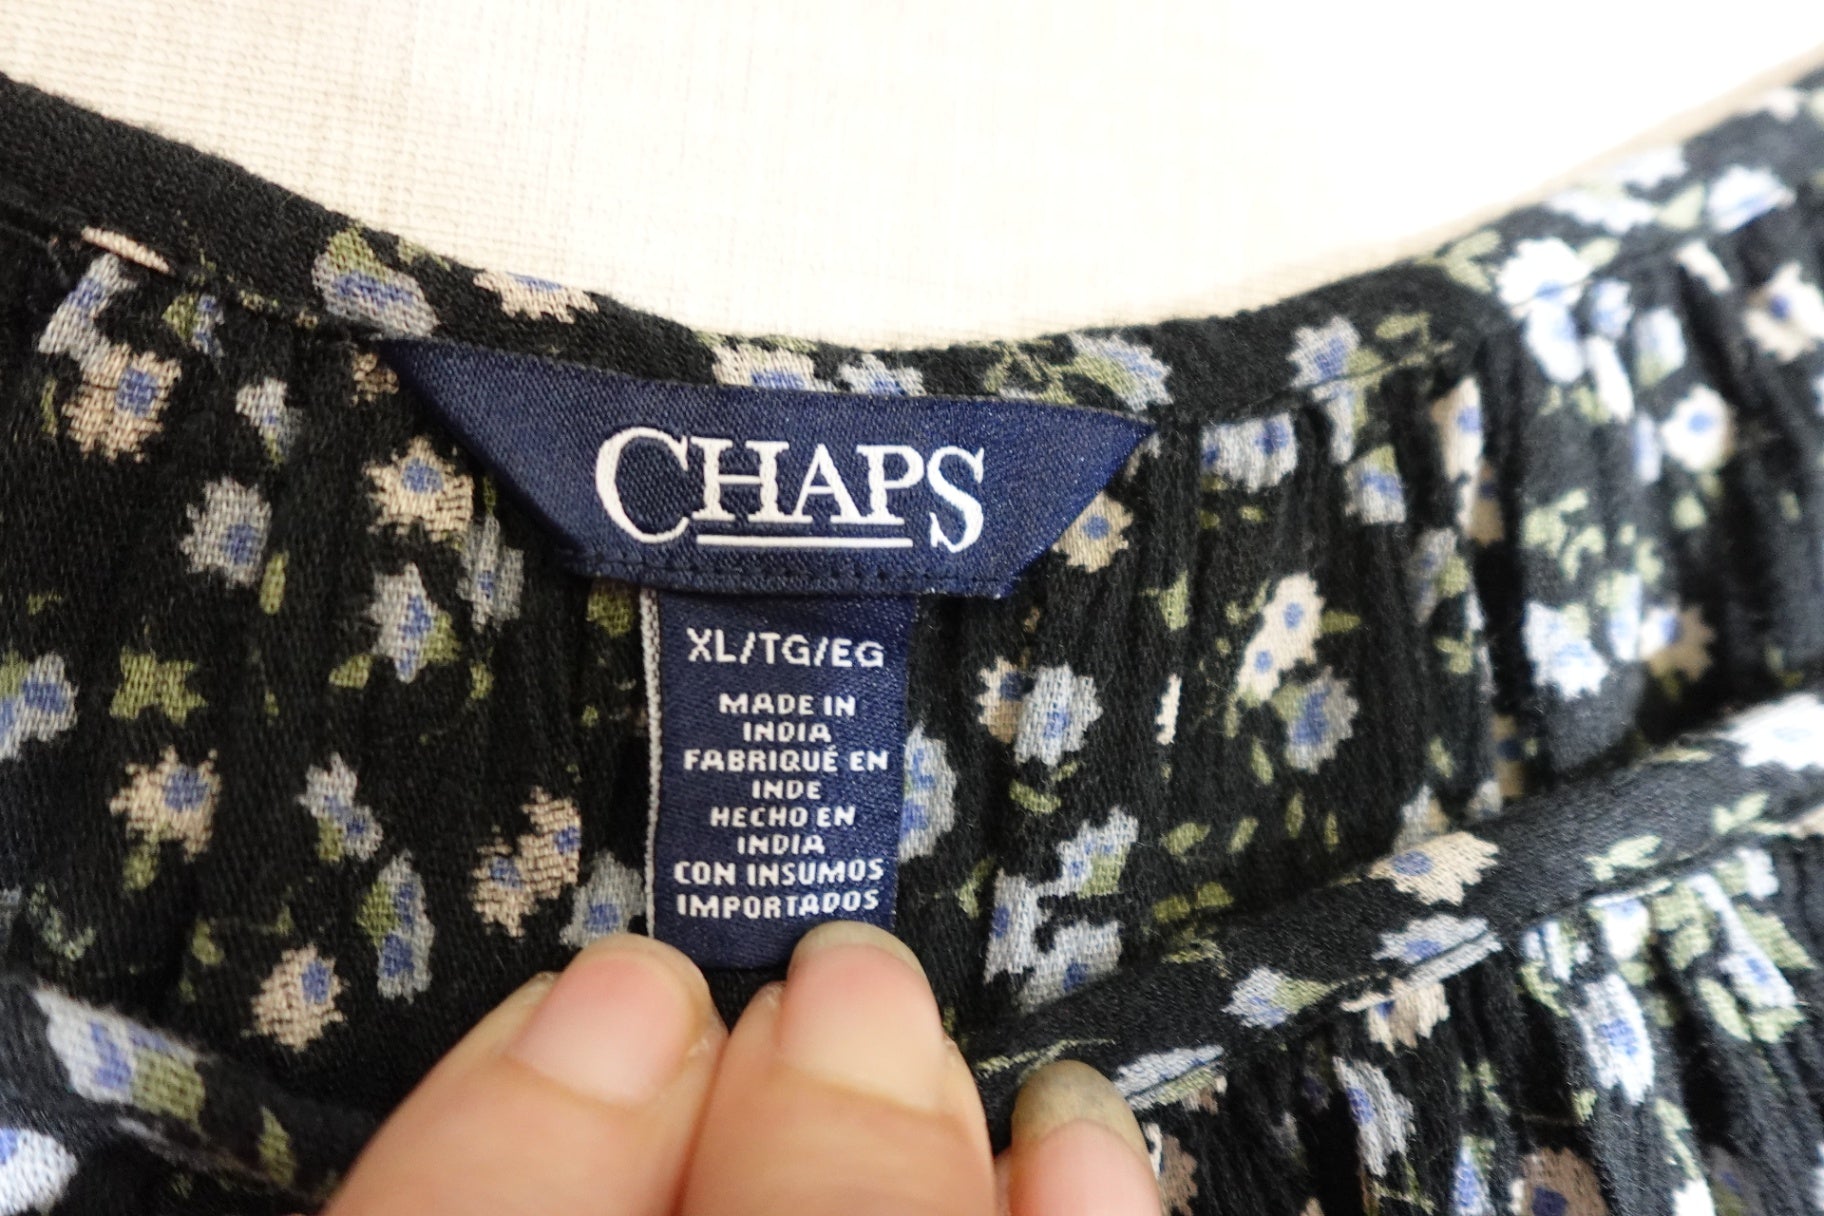 CHAPS
XL/TG/EG
MADE IN
INDIA
FABRIQUÉ EN
INDE
HECHO EN
INDIA
CON INSUMOS
IMPORTADOS